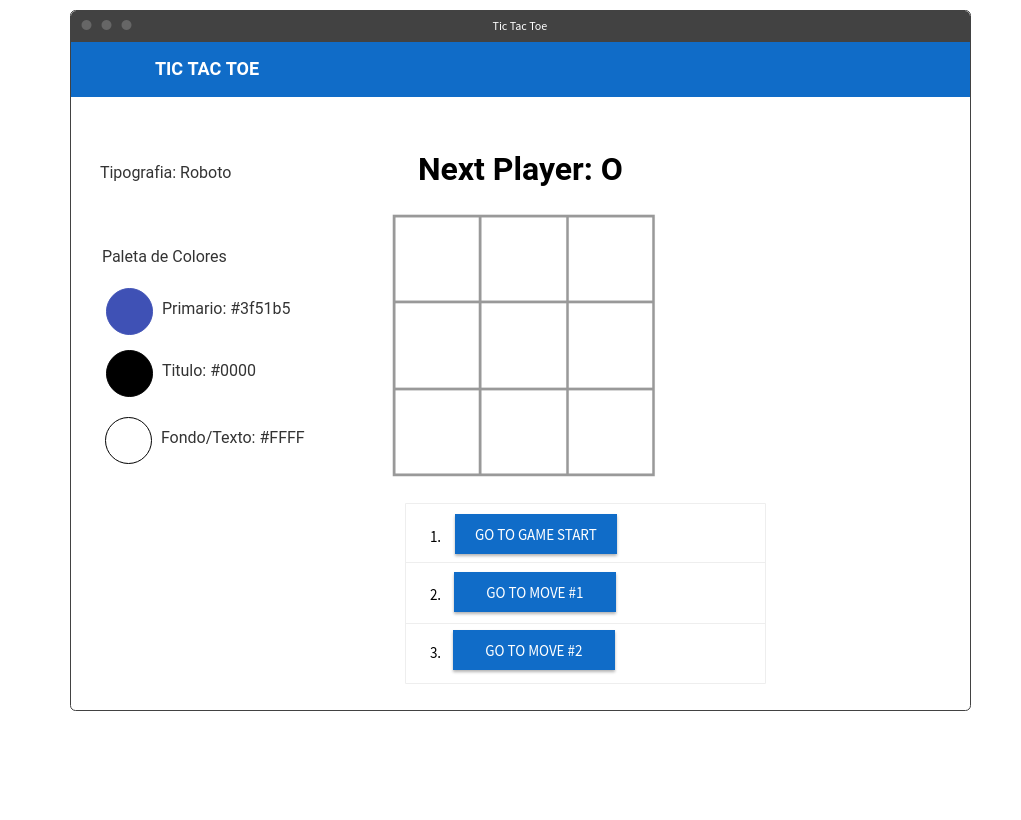 Tic Tac Toe
TIC TAC TOE
Tipografia: Roboto
Next Player: O
Paleta de Colores
Primario: #3f51b5
Titulo: #0000
Fondo/Texto: #FFFF
1. GO TO GAME START
2. GO TO MOVE #1
3. GO TO MOVE #2